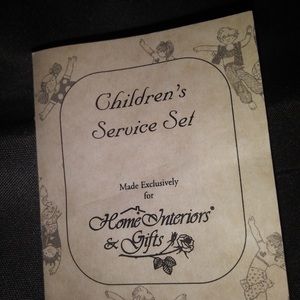 Children's
Service Set
Made Exclusively
for
Home Interiors®
& Gifts